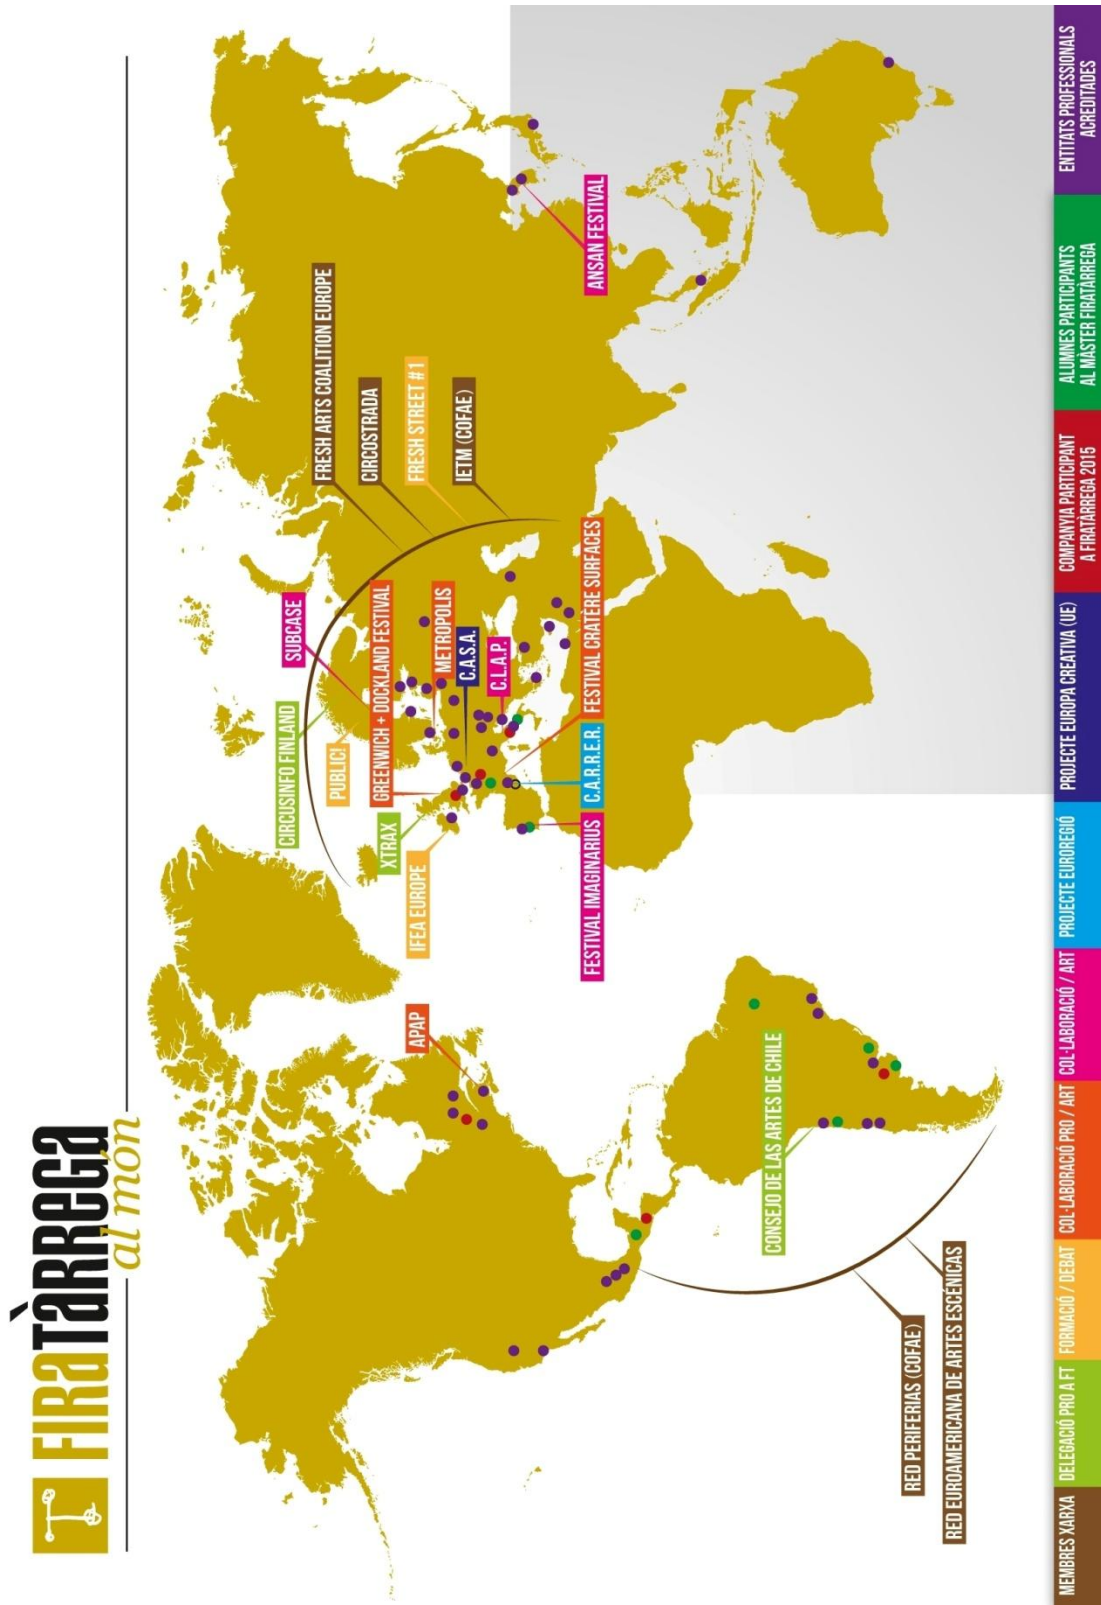 FIRATÀRREGA
al món
SUBCASE
CIRCUSINFO FINLAND
PUBLIC!
GREENWICH + DOCKLAND FESTIVAL
XTRAX
IFEA EUROPE
METROPOLIS
C.A.S.A.
C.L.A.P.
FESTIVAL CRATÈRE SURFACES
C.A.R.R.E.R.
FESTIVAL IMAGINARIUS
FRESH ARTS COALITION EUROPE
CIRCOSTRADA
FRESH STREET #1
IETM (COFAE)
ANSAN FESTIVAL
APAP
CONSEJO DE LAS ARTES DE CHILE
RED PERIFERIAS (COFAE)
RED EUROAMERICANA DE ARTES ESCÉNICAS
MEMBRES XARXA
DELEGACIÓ PRO A FT
FORMACIÓ / DEBAT
COL·LABORACIÓ PRO / ART
COL·LABORACIÓ / ART
PROJECTE EUROREGIÓ
PROJECTE EUROPA CREATIVA (UE)
COMPANYIA PARTICIPANT
A FIRATÀRREGA 2015
ALUMNES PARTICIPANTS
AL MÀSTER FIRATÀRREGA
ENTITATS PROFESSIONALS
ACREDITADES